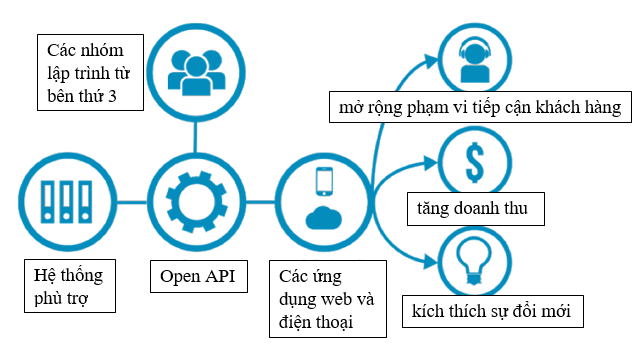 Các nhóm
lập trình từ
bên thứ 3
mở rộng phạm vi tiếp cận khách hàng
tăng doanh thu
Hệ thống
phù trợ
Open API
Các ứng
dụng web và
điện thoại
kích thích sự đổi mới